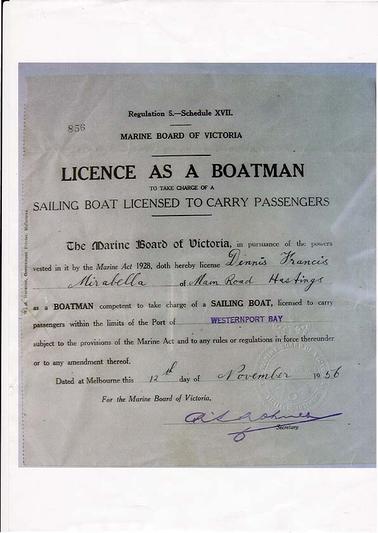 Regulation 5.—Schedule XVII.
856
MARINE BOARD OF VICTORIA
LICENCE AS A BOATMAN
TO TAKE CHARGE OF A
SAILING BOAT LICENSED TO CARRY PASSENGERS
The Marine Board of Victoria, in pursuance of the powers
vested in it by the Marine Act 1928, doth hereby license Dennis Francis
Mirabella of Main Road Hastings
as a BOATMAN competent to take charge of a SAILING BOAT, licensed to carry
passengers within the limits of the Port of WESTERNPORT BAY
subject to the provisions of the Marine Act and to any rules or regulations in force thereunder
or to any amendment thereof.
Dated at Melbourne this 12th day of November 1956
For the Marine Board of Victoria,
Secretary